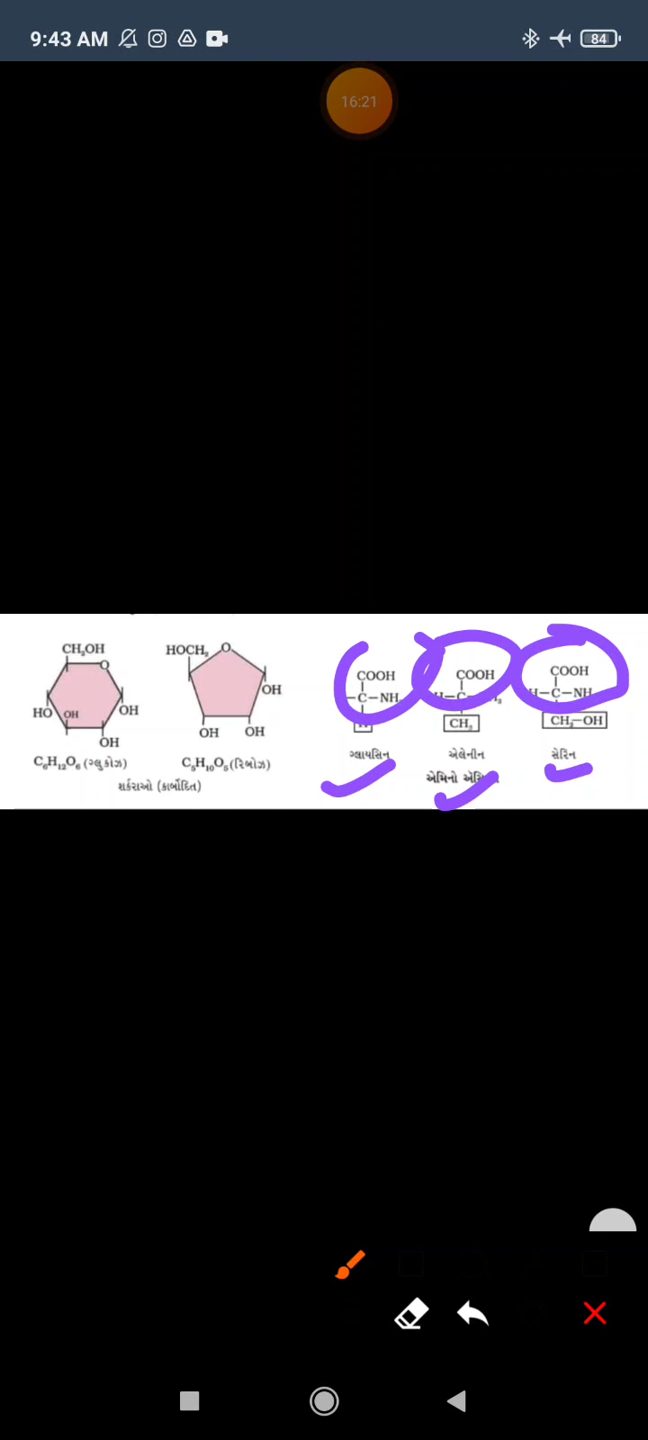 9:43 AM
84
16:21
CH₂OH
O
HO
OH
OH
OH
C₆H₁₂O₆ (ગ્લુકોઝ)
HOCH₂
O
OH
OH
OH
C₅H₁₀O₅ (રિબોઝ)
શર્કરાઓ (કાર્બોદિત)
COOH
C–NH
ગ્લાયસિન
COOH
C
CH₃
એલેનીન
COOH
H–C–NH
CH₂–OH
સેરિન
એમિનો